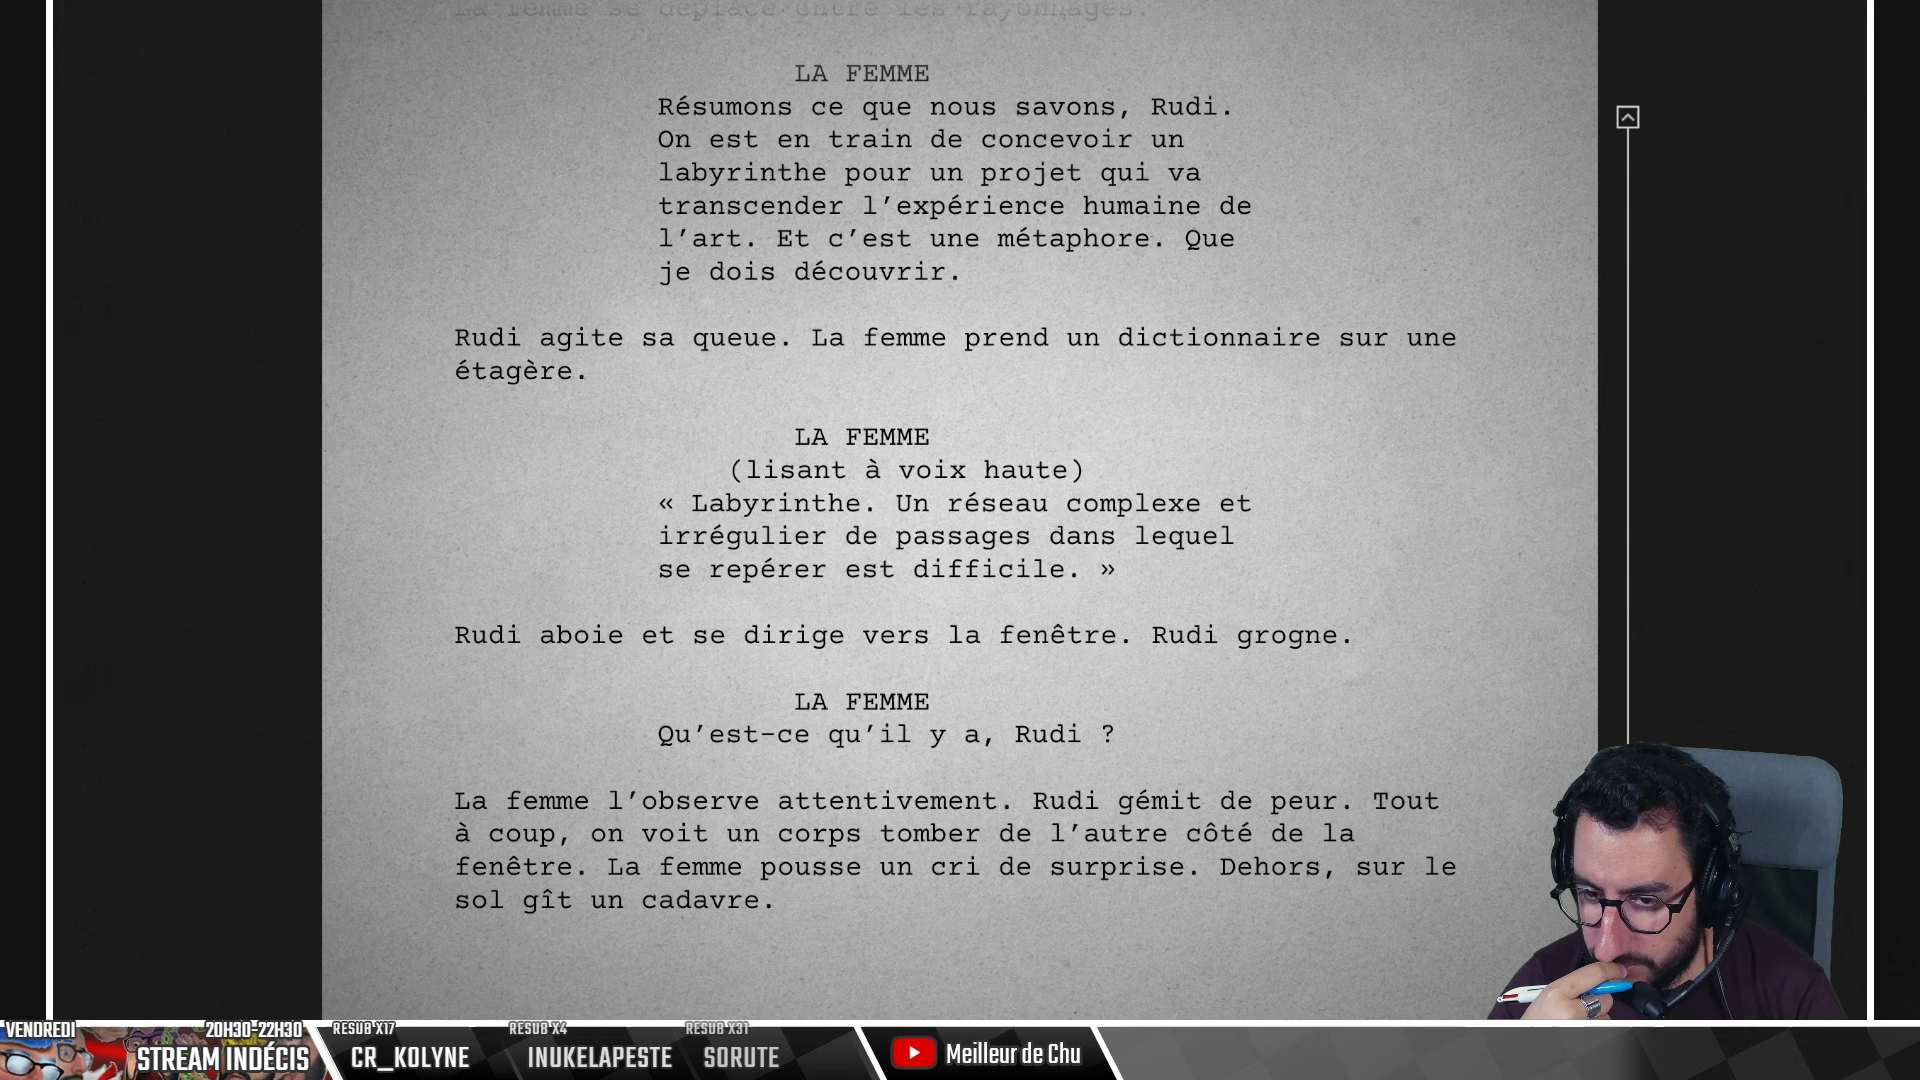 La femme se déplace entre les rayonnages.
LA FEMME
Résumons ce que nous savons, Rudi.
On est en train de concevoir un
labyrinthe pour un projet qui va
transcender l’expérience humaine de
l’art. Et c’est une métaphore. Que
je dois découvrir.
Rudi agite sa queue. La femme prend un dictionnaire sur une
étagère.
LA FEMME
(lisant à voix haute)
« Labyrinthe. Un réseau complexe et
irrégulier de passages dans lequel
se repérer est difficile. »
Rudi aboie et se dirige vers la fenêtre. Rudi grogne.
LA FEMME
Qu’est-ce qu’il y a, Rudi ?
La femme l’observe attentivement. Rudi gémit de peur. Tout
à coup, on voit un corps tomber de l’autre côté de la
fenêtre. La femme pousse un cri de surprise. Dehors, sur le
sol gît un cadavre.
VENDREDI 20H30-22H30
STREAM INDÉCIS
RESUB X17
CR_KOLYNE
RESUB X4
INUKELAPESTE
RESUB X31
SORUTE
Meilleur de Chu